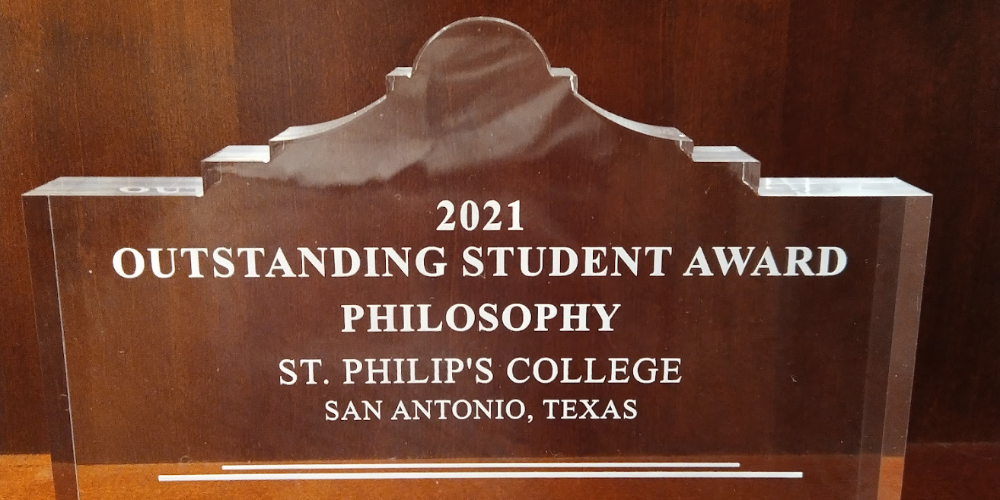 2021
OUTSTANDING STUDENT AWARD
PHILOSOPHY
ST. PHILIP'S COLLEGE
SAN ANTONIO, TEXAS